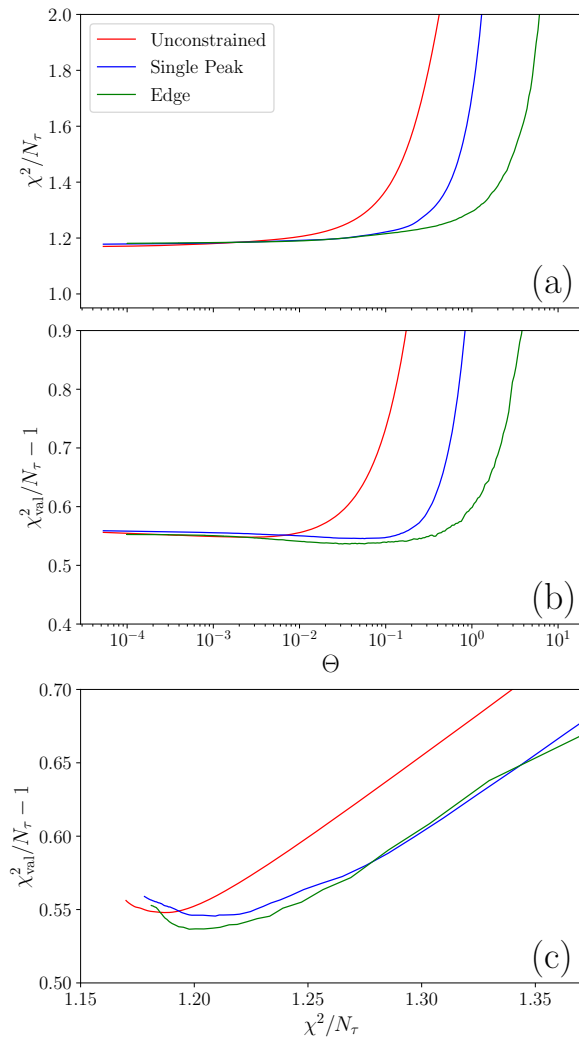 2.0
1.8
1.6
1.4
1.2
1.0
χ²/N_τ
Unconstrained
Single Peak
Edge
(a)
0.9
0.8
0.7
0.6
0.5
0.4
χ²_val/N_τ − 1
(b)
10⁻⁴ 10⁻³ 10⁻² 10⁻¹ 10⁰ 10¹
Θ
0.70
0.65
0.60
0.55
0.50
χ²_val/N_τ − 1
(c)
1.15 1.20 1.25 1.30 1.35
χ²/N_τ